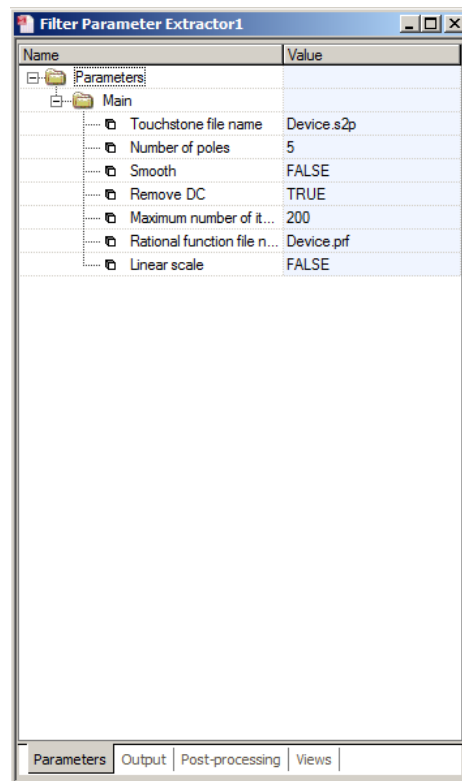 Filter Parameter Extractor1
Name Value
Parameters
Main
Touchstone file name Device.s2p
Number of poles 5
Smooth FALSE
Remove DC TRUE
Maximum number of it... 200
Rational function file n... Device.prf
Linear scale FALSE
Parameters Output Post-processing Views